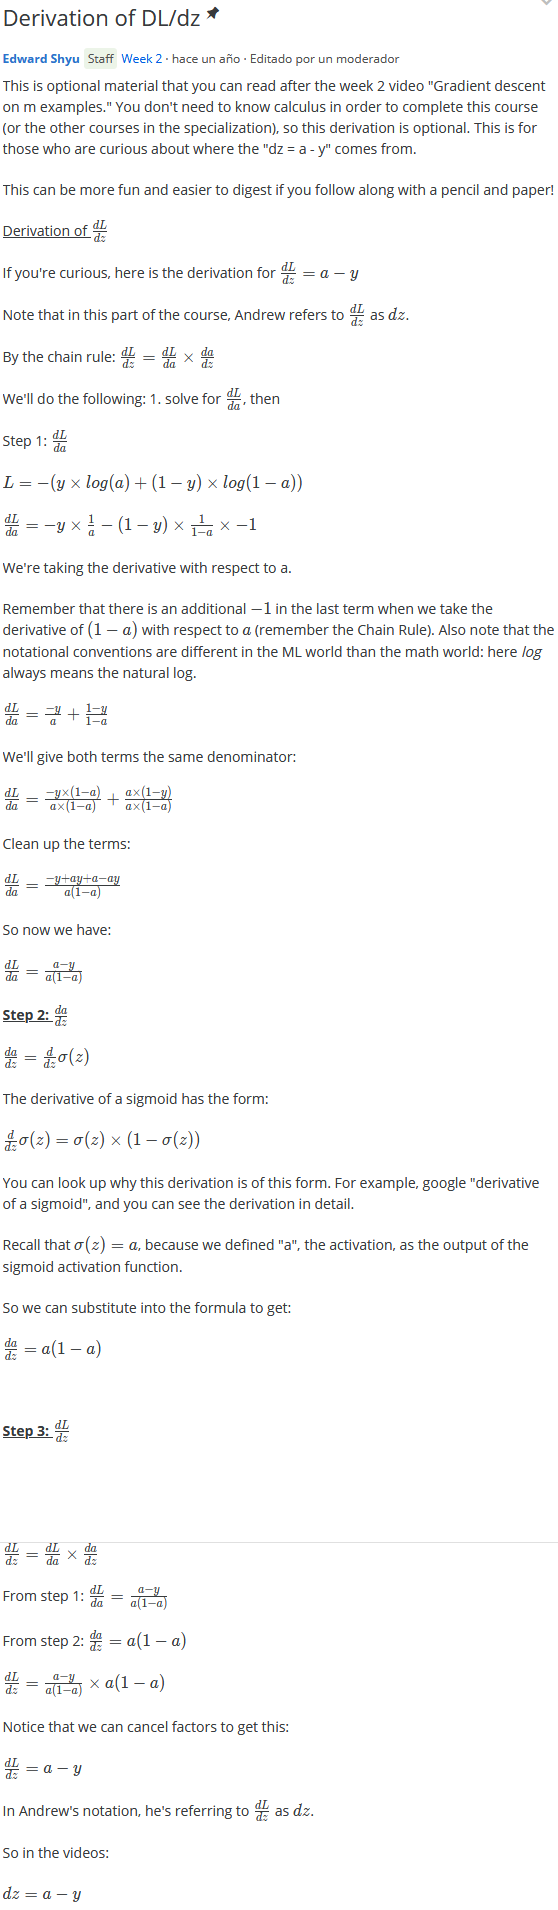 Derivation of DL/dz
Edward Shyu Staff Week 2 · hace un año · Editado por un moderador
This is optional material that you can read after the week 2 video "Gradient descent
on m examples." You don't need to know calculus in order to complete this course
(or the other courses in the specialization), so this derivation is optional. This is for
those who are curious about where the "dz = a - y" comes from.
This can be more fun and easier to digest if you follow along with a pencil and paper!
Derivation of \frac{dL}{dz}
If you're curious, here is the derivation for \frac{dL}{dz} = a − y
Note that in this part of the course, Andrew refers to \frac{dL}{dz} as dz.
By the chain rule: \frac{dL}{dz} = \frac{dL}{da} × \frac{da}{dz}
We'll do the following: 1. solve for \frac{dL}{da}, then
Step 1: \frac{dL}{da}
L = −(y × log(a) + (1 − y) × log(1 − a))
\frac{dL}{da} = −y × \frac{1}{a} − (1 − y) × \frac{1}{1−a} × −1
We're taking the derivative with respect to a.
Remember that there is an additional −1 in the last term when we take the
derivative of (1 − a) with respect to a (remember the Chain Rule). Also note that the
notational conventions are different in the ML world than the math world: here log
always means the natural log.
\frac{dL}{da} = \frac{−y}{a} + \frac{1−y}{1−a}
We'll give both terms the same denominator:
\frac{dL}{da} = \frac{−y×(1−a)}{a×(1−a)} + \frac{a×(1−y)}{a×(1−a)}
Clean up the terms:
\frac{dL}{da} = \frac{−y+ay+a−ay}{a(1−a)}
So now we have:
\frac{dL}{da} = \frac{a−y}{a(1−a)}
Step 2: \frac{da}{dz}
\frac{da}{dz} = \frac{d}{dz}σ(z)
The derivative of a sigmoid has the form:
\frac{d}{dz}σ(z) = σ(z) × (1 − σ(z))
You can look up why this derivation is of this form. For example, google "derivative
of a sigmoid", and you can see the derivation in detail.
Recall that σ(z) = a, because we defined "a", the activation, as the output of the
sigmoid activation function.
So we can substitute into the formula to get:
\frac{da}{dz} = a(1 − a)
Step 3: \frac{dL}{dz}
\frac{dL}{dz} = \frac{dL}{da} × \frac{da}{dz}
From step 1: \frac{dL}{da} = \frac{a−y}{a(1−a)}
From step 2: \frac{da}{dz} = a(1 − a)
\frac{dL}{dz} = \frac{a−y}{a(1−a)} × a(1 − a)
Notice that we can cancel factors to get this:
\frac{dL}{dz} = a − y
In Andrew's notation, he's referring to \frac{dL}{dz} as dz.
So in the videos:
dz = a − y